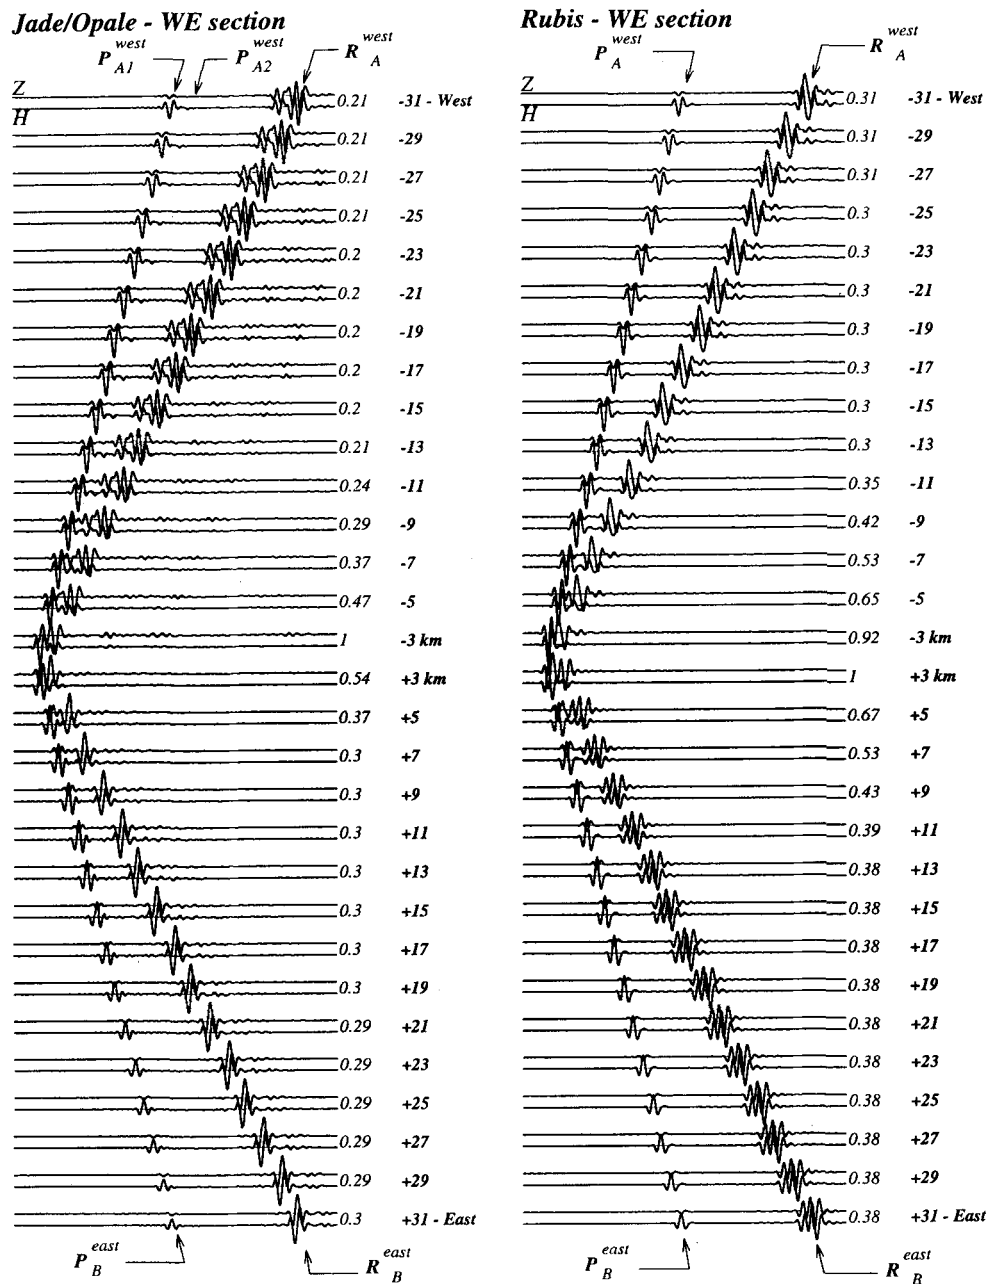 Jade/Opale - WE section
Rubis - WE section
P A1 west
P A2 west
R A west
P A west
R A west
Z
H
0.21 -31 - West
0.21 -29
0.21 -27
0.21 -25
0.2 -23
0.2 -21
0.2 -19
0.2 -17
0.2 -15
0.21 -13
0.24 -11
0.29 -9
0.37 -7
0.47 -5
1 -3 km
0.54 +3 km
0.37 +5
0.3 +7
0.3 +9
0.3 +11
0.3 +13
0.3 +15
0.3 +17
0.3 +19
0.29 +21
0.29 +23
0.29 +25
0.29 +27
0.29 +29
0.3 +31 - East
P B east
R B east
Z
H
0.31 -31 - West
0.31 -29
0.31 -27
0.3 -25
0.3 -23
0.3 -21
0.3 -19
0.3 -17
0.3 -15
0.3 -13
0.35 -11
0.42 -9
0.53 -7
0.65 -5
0.92 -3 km
1 +3 km
0.67 +5
0.53 +7
0.43 +9
0.39 +11
0.38 +13
0.38 +15
0.38 +17
0.38 +19
0.38 +21
0.38 +23
0.38 +25
0.38 +27
0.38 +29
0.38 +31 - East
P B east
R B east